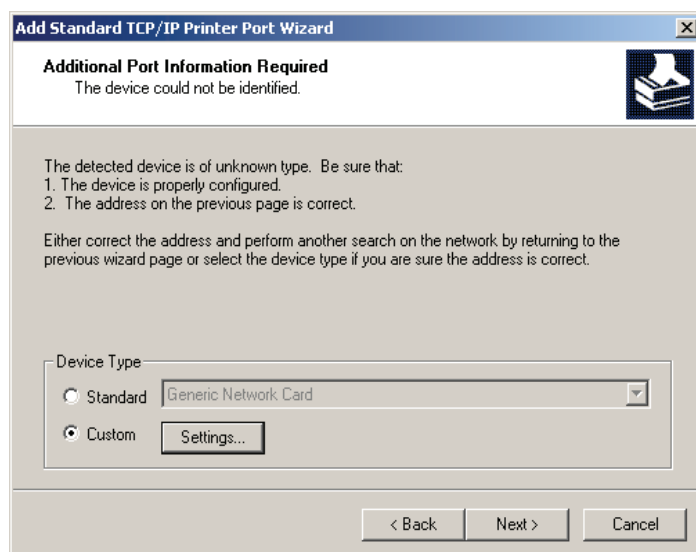 Add Standard TCP/IP Printer Port Wizard
Additional Port Information Required
The device could not be identified.
The detected device is of unknown type. Be sure that:
1. The device is properly configured.
2. The address on the previous page is correct.
Either correct the address and perform another search on the network by returning to the
previous wizard page or select the device type if you are sure the address is correct.
Device Type
Standard Generic Network Card
Custom Settings...
< Back Next > Cancel